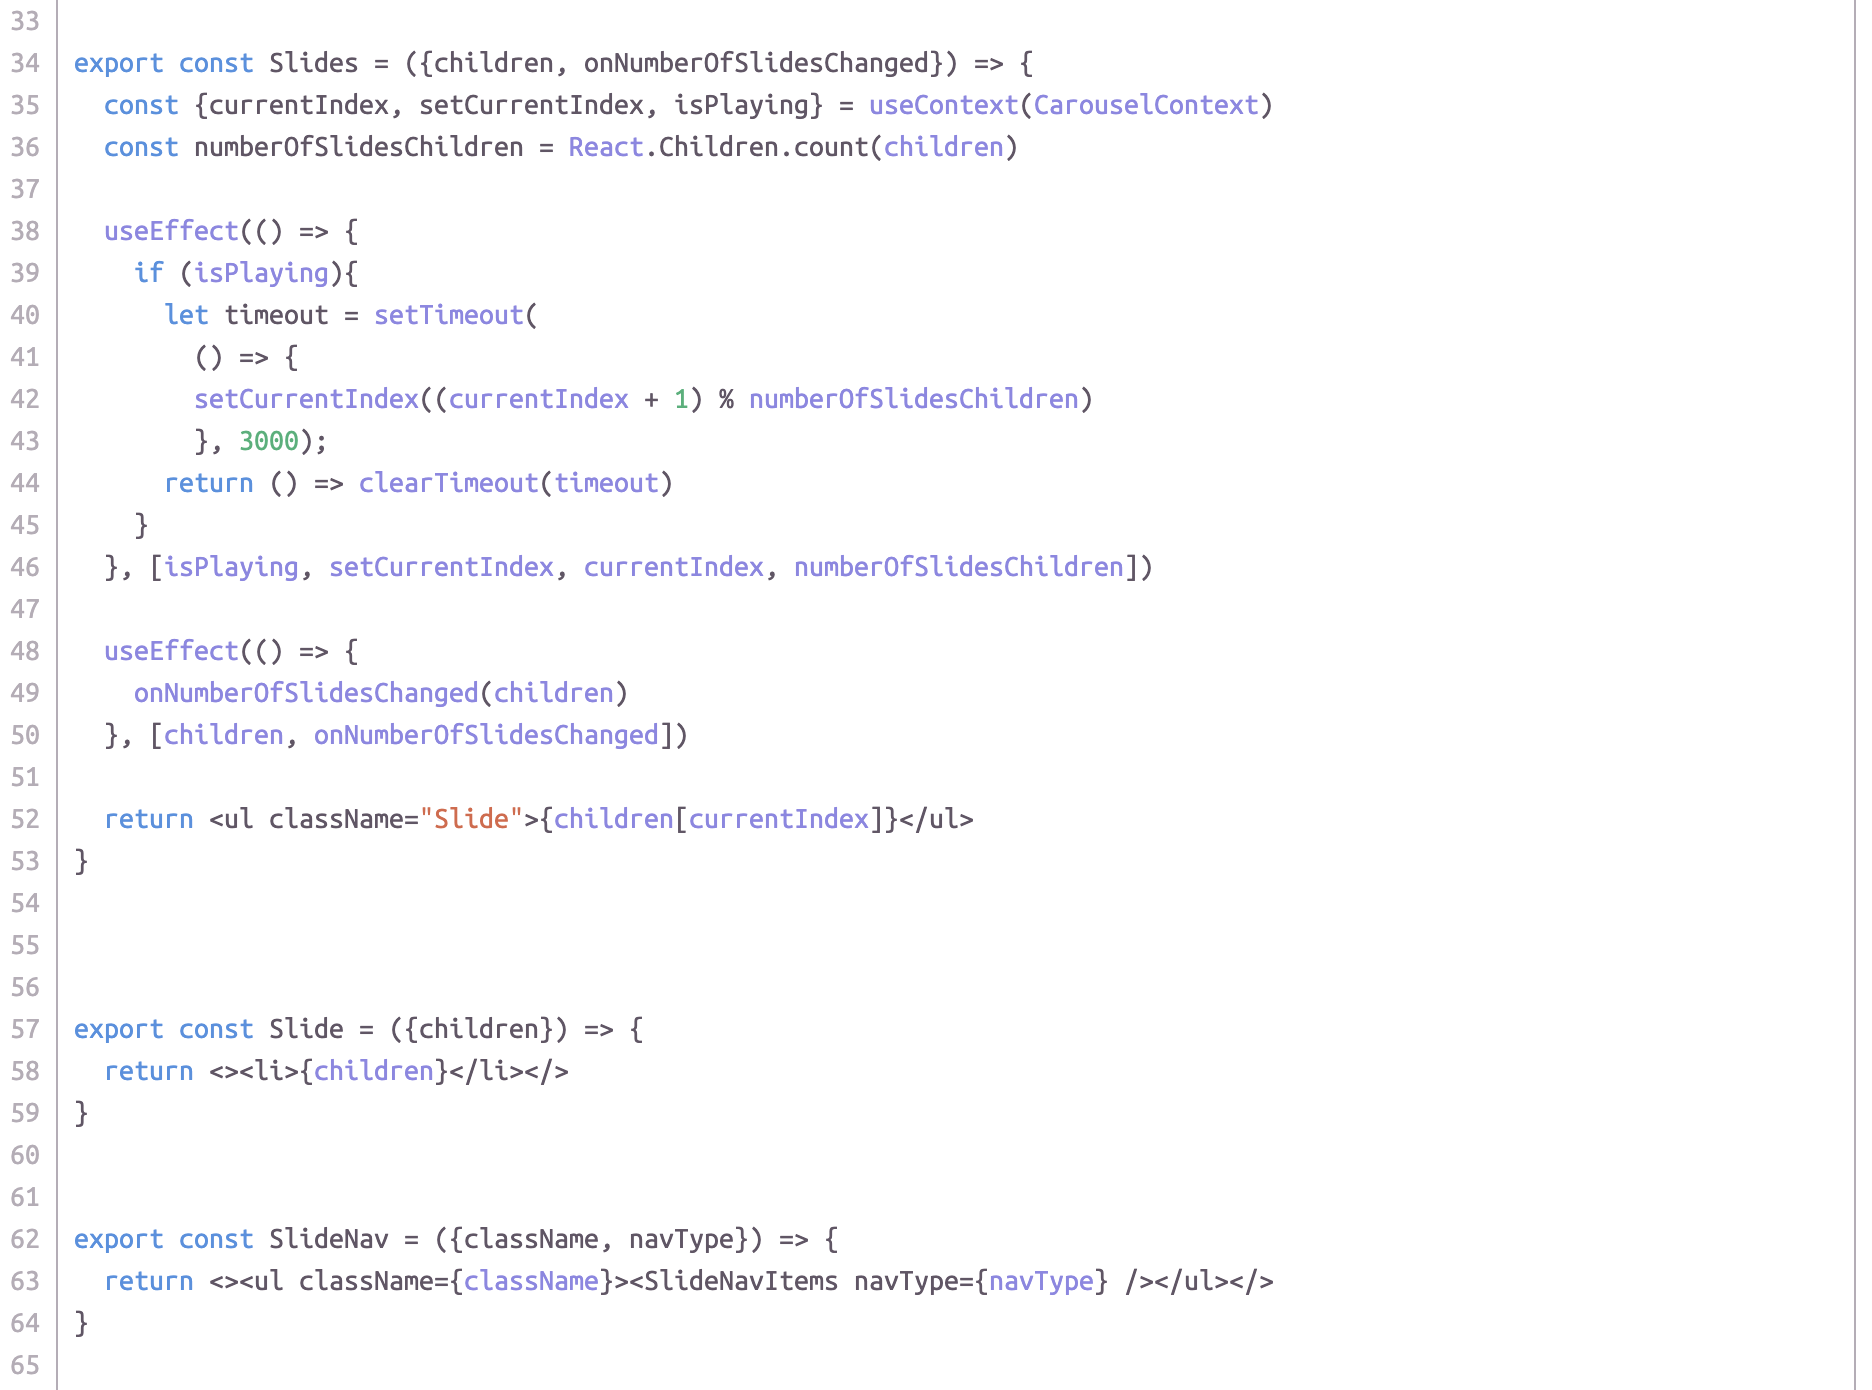 33
34 export const Slides = ({children, onNumberOfSlidesChanged}) => {
35   const {currentIndex, setCurrentIndex, isPlaying} = useContext(CarouselContext)
36   const numberOfSlidesChildren = React.Children.count(children)
37
38   useEffect(() => {
39     if (isPlaying){
40       let timeout = setTimeout(
41         () => {
42         setCurrentIndex((currentIndex + 1) % numberOfSlidesChildren)
43         }, 3000);
44       return () => clearTimeout(timeout)
45     }
46   }, [isPlaying, setCurrentIndex, currentIndex, numberOfSlidesChildren])
47
48   useEffect(() => {
49     onNumberOfSlidesChanged(children)
50   }, [children, onNumberOfSlidesChanged])
51
52   return <ul className="Slide">{children[currentIndex]}</ul>
53 }
54
55
56
57 export const Slide = ({children}) => {
58   return <><li>{children}</li></>
59 }
60
61
62 export const SlideNav = ({className, navType}) => {
63   return <><ul className={className}><SlideNavItems navType={navType} /></ul></>
64 }
65